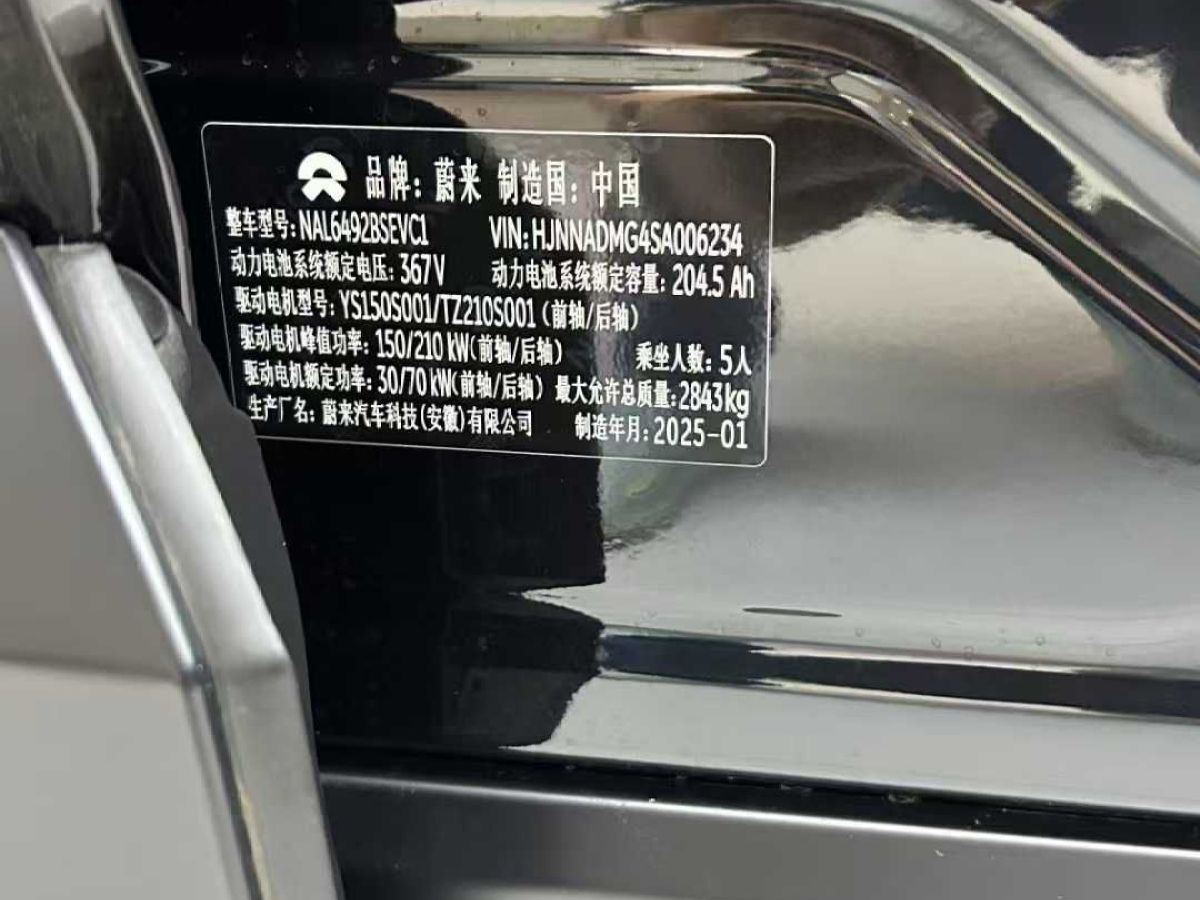 品牌：蔚来 制造国：中国
整车型号：NAL6492BSEVC1 VIN：HJNNADMG4SA006234
动力电池系统额定电压：367V 动力电池系统额定容量：204.5 Ah
驱动电机型号：YS150S001/TZ210S001（前轴/后轴）
驱动电机峰值功率：150/210 kW（前轴/后轴） 乘坐人数：5人
驱动电机额定功率：30/70 kW（前轴/后轴） 最大允许总质量：2843kg
生产厂名：蔚来汽车科技(安徽)有限公司 制造年月：2025-01